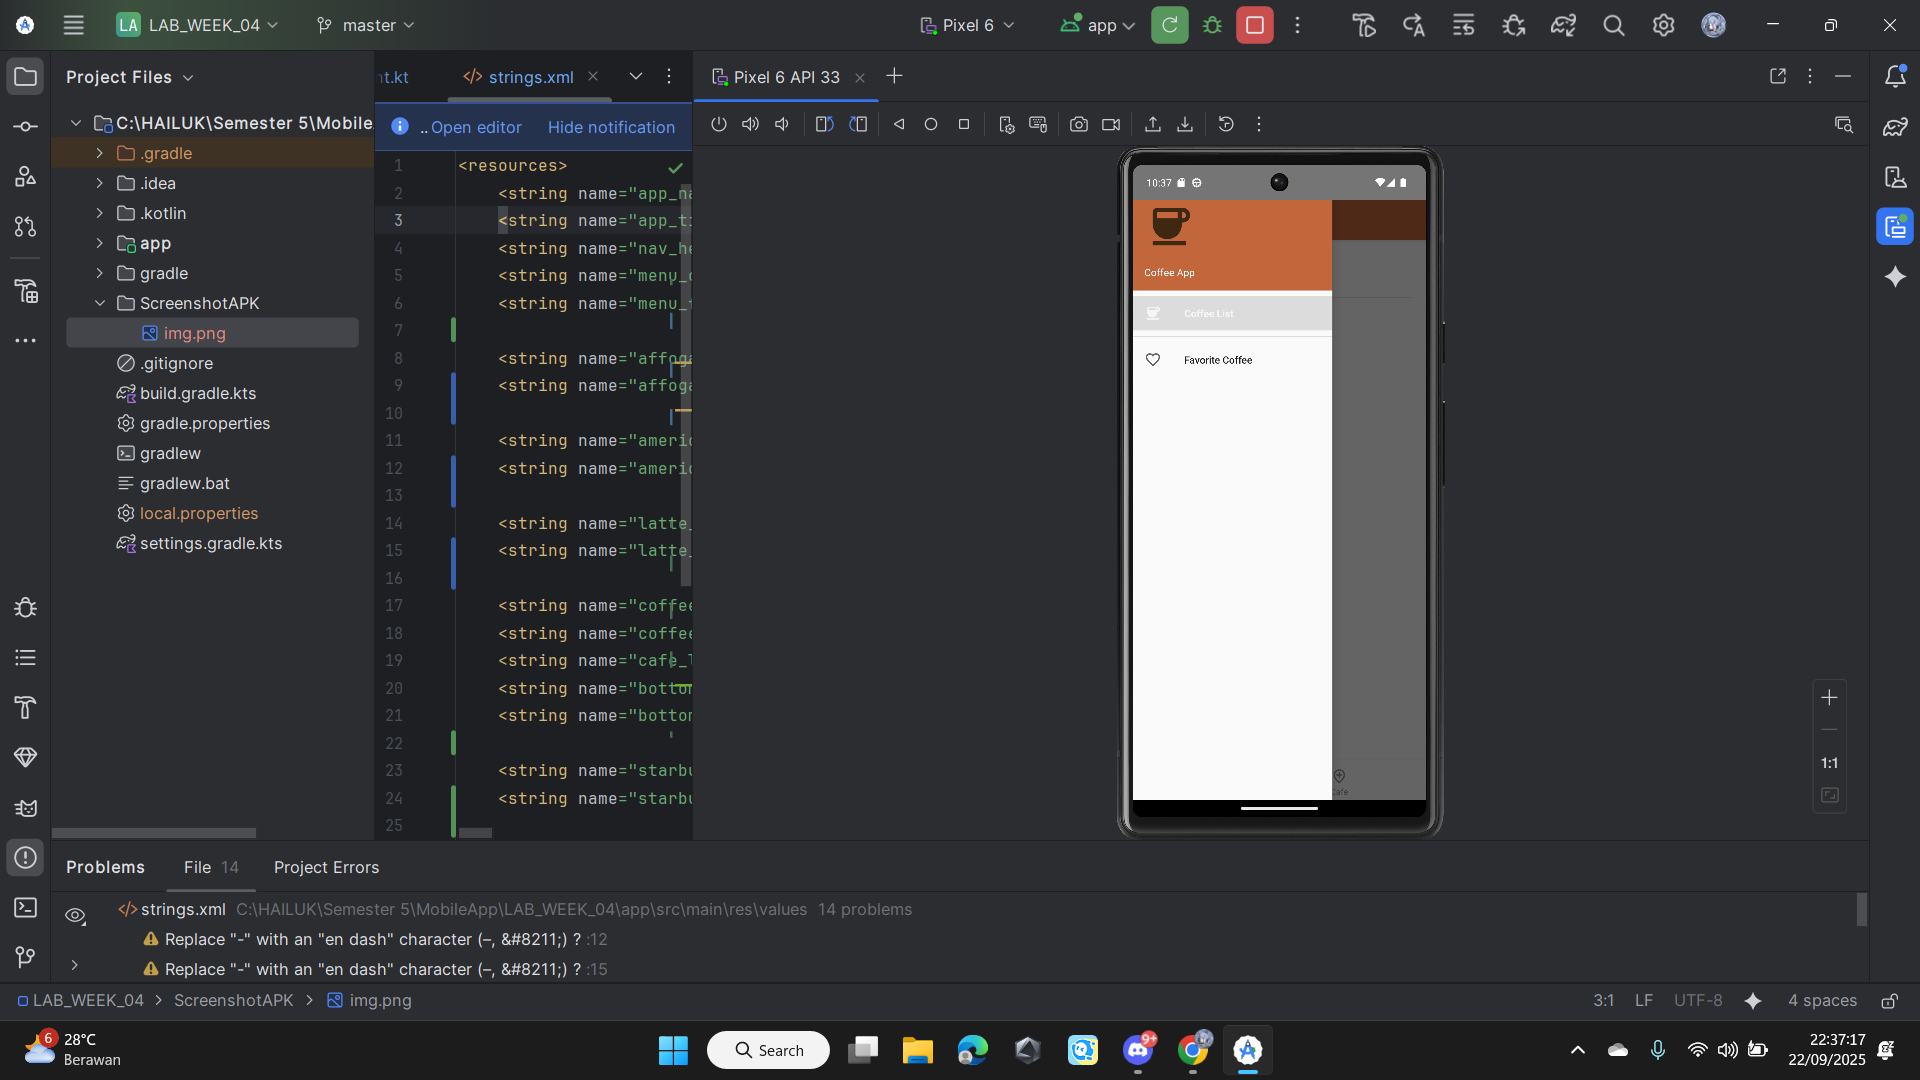 LA LAB_WEEK_04
master
Pixel 6
app
Project Files
nt.kt
strings.xml
Pixel 6 API 33
C:\HAILUK\Semester 5\Mobile
.gradle
.idea
.kotlin
app
gradle
ScreenshotAPK
img.png
.gitignore
build.gradle.kts
gradle.properties
gradlew
gradlew.bat
local.properties
settings.gradle.kts
.. Open editor Hide notification
1 <resources>
2 <string name="app_na
3 <string name="app_ti
4 <string name="nav_he
5 <string name="menu_
6 <string name="menu_
7
8 <string name="affoga
9 <string name="affoga
10
11 <string name="americ
12 <string name="americ
13
14 <string name="latte_
15 <string name="latte_
16
17 <string name="coffee
18 <string name="coffee
19 <string name="cafe_l
20 <string name="bottom
21 <string name="bottom
22
23 <string name="starbu
24 <string name="starbu
25
10:37
Coffee App
Coffee List
Favorite Coffee
Cafe
1:1
Problems File 14 Project Errors
strings.xml C:\HAILUK\Semester 5\MobileApp\LAB_WEEK_04\app\src\main\res\values 14 problems
Replace "-" with an "en dash" character (–, &#8211;) ? :12
Replace "-" with an "en dash" character (–, &#8211;) ? :15
LAB_WEEK_04 > ScreenshotAPK > img.png
3:1 LF UTF-8 4 spaces
6
28°C
Berawan
Search
9+
22:37:17
22/09/2025